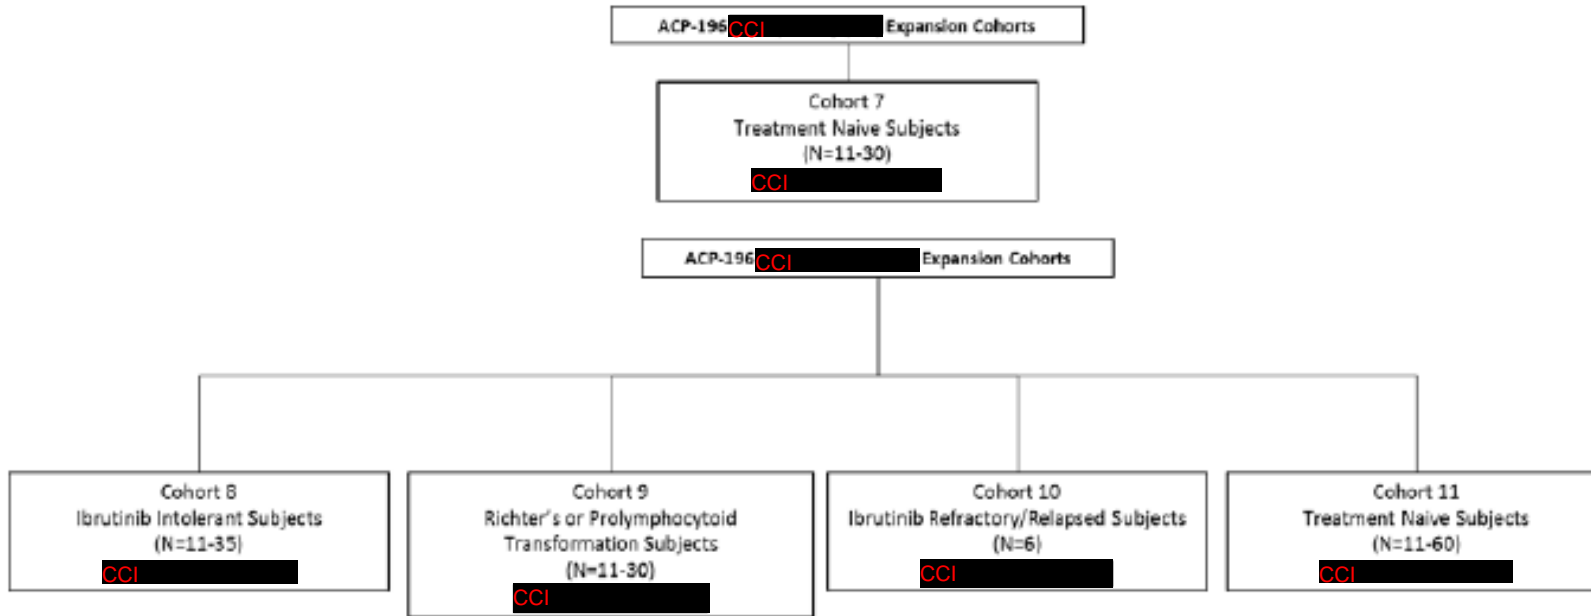 ACP-196 CCI Expansion Cohorts
Cohort 7
Treatment Naive Subjects
(N=11-30)
CCI
ACP-196 CCI Expansion Cohorts
Cohort 8
Ibrutinib Intolerant Subjects
(N=11-35)
CCI
Cohort 9
Richter's or Prolymphocytoid
Transformation Subjects
(N=11-30)
CCI
Cohort 10
Ibrutinib Refractory/Relapsed Subjects
(N=6)
CCI
Cohort 11
Treatment Naive Subjects
(N=11-60)
CCI